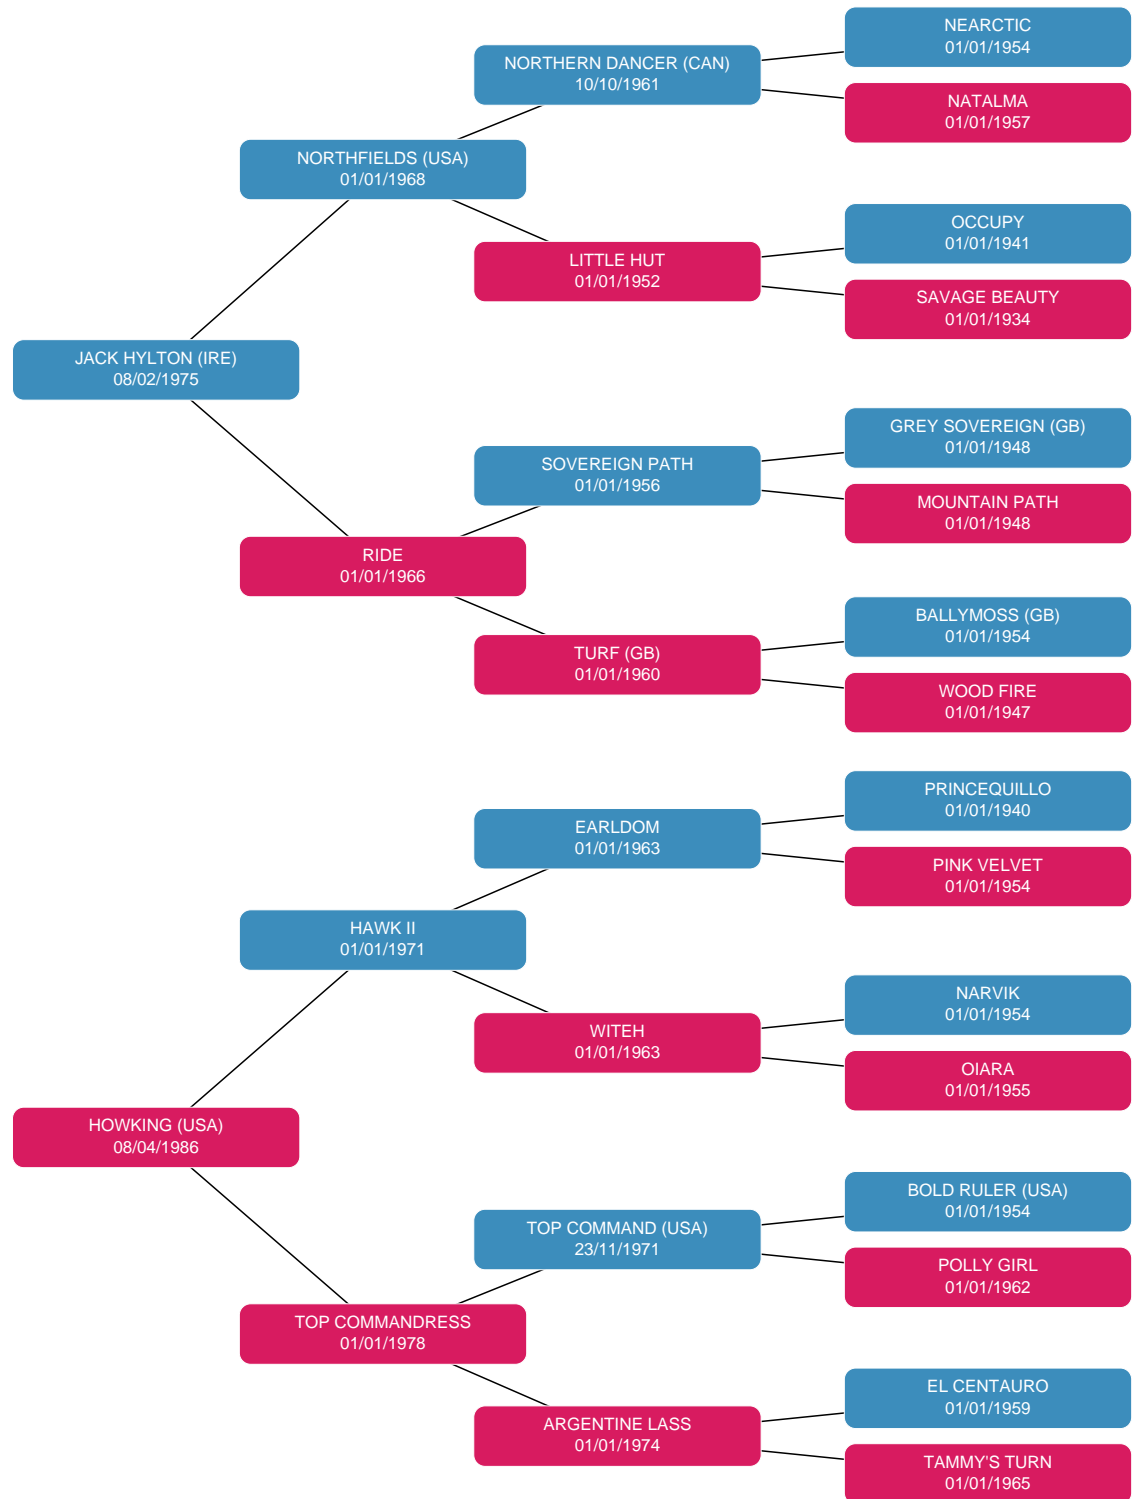 NEARCTIC
01/01/1954
NORTHERN DANCER (CAN)
10/10/1961
NATALMA
01/01/1957
NORTHFIELDS (USA)
01/01/1968
OCCUPY
01/01/1941
LITTLE HUT
01/01/1952
SAVAGE BEAUTY
01/01/1934
JACK HYLTON (IRE)
08/02/1975
GREY SOVEREIGN (GB)
01/01/1948
SOVEREIGN PATH
01/01/1956
MOUNTAIN PATH
01/01/1948
RIDE
01/01/1966
BALLYMOSS (GB)
01/01/1954
TURF (GB)
01/01/1960
WOOD FIRE
01/01/1947
PRINCEQUILLO
01/01/1940
EARLDOM
01/01/1963
PINK VELVET
01/01/1954
HAWK II
01/01/1971
NARVIK
01/01/1954
WITEH
01/01/1963
OIARA
01/01/1955
HOWKING (USA)
08/04/1986
BOLD RULER (USA)
01/01/1954
TOP COMMAND (USA)
23/11/1971
POLLY GIRL
01/01/1962
TOP COMMANDRESS
01/01/1978
EL CENTAURO
01/01/1959
ARGENTINE LASS
01/01/1974
TAMMY'S TURN
01/01/1965